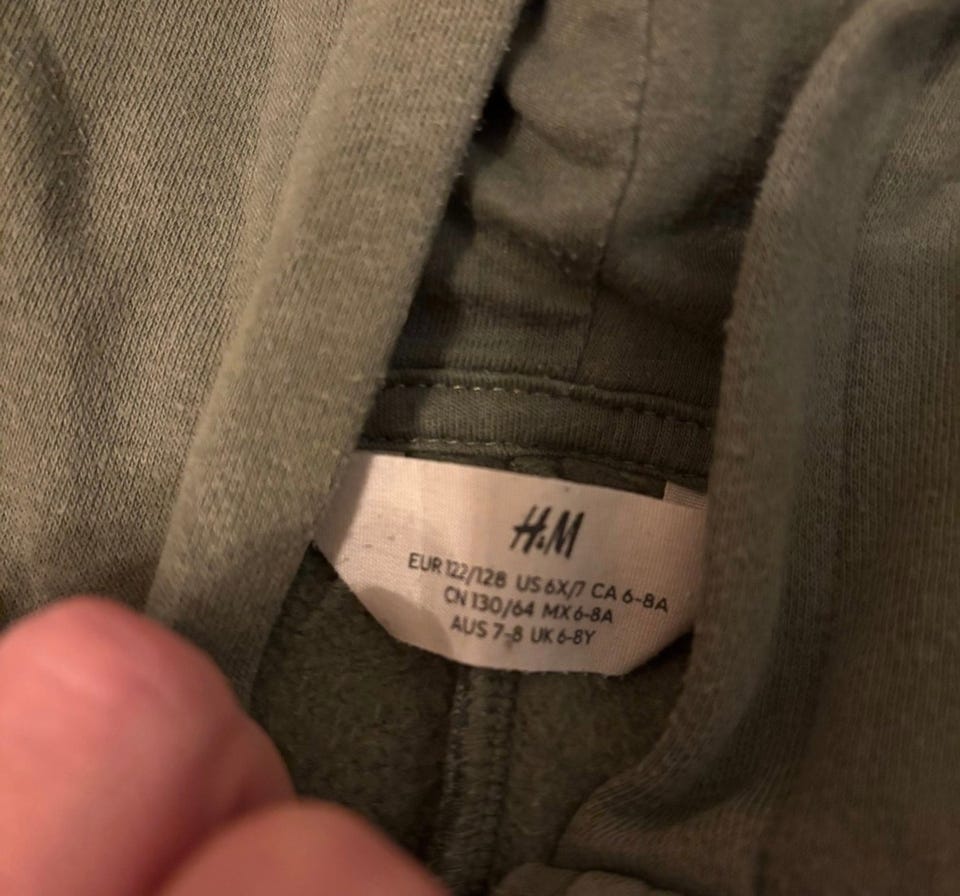 H&M
EUR 122/128 US 6X/7 CA 6-8A
CN 130/64 MX 6-8A
AUS 7-8 UK 6-8Y